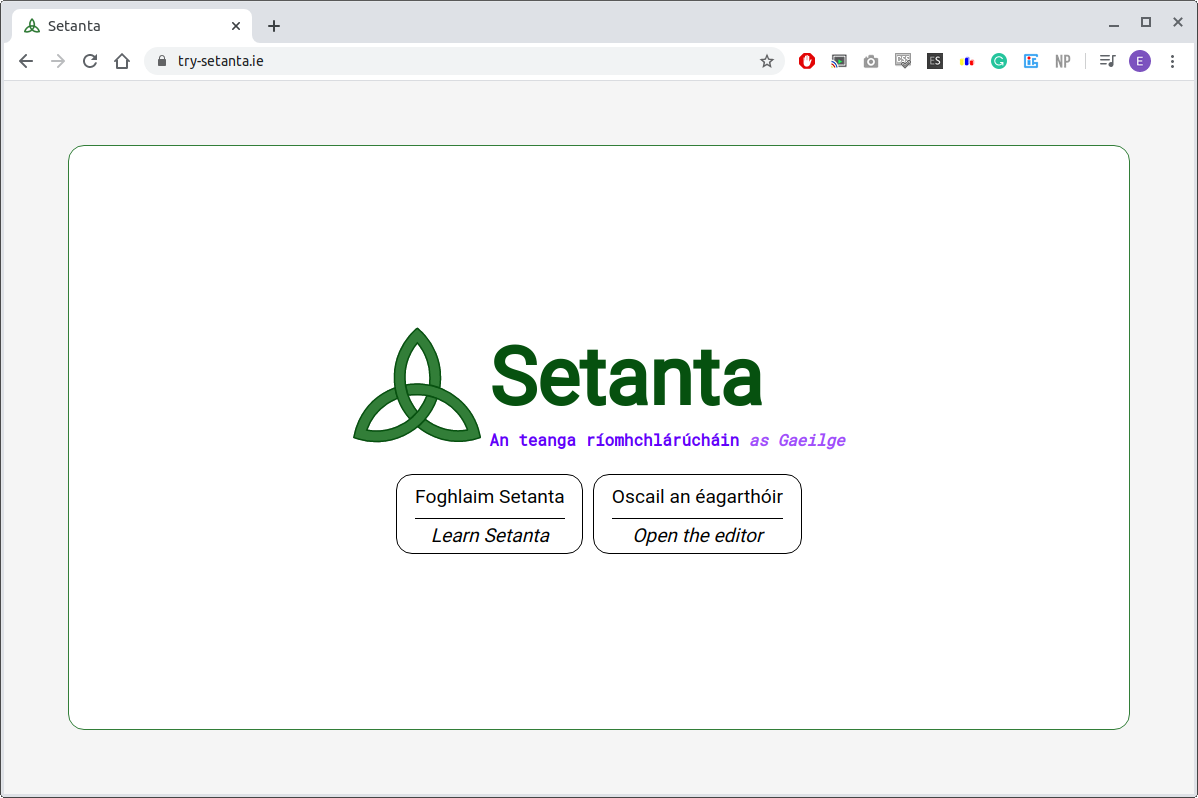 Setanta
try-setanta.ie
CSS
ES
G
NP
E
Setanta
An teanga ríomhchlárúcháin as Gaeilge
Foghlaim Setanta
Learn Setanta
Oscail an éagarthóir
Open the editor